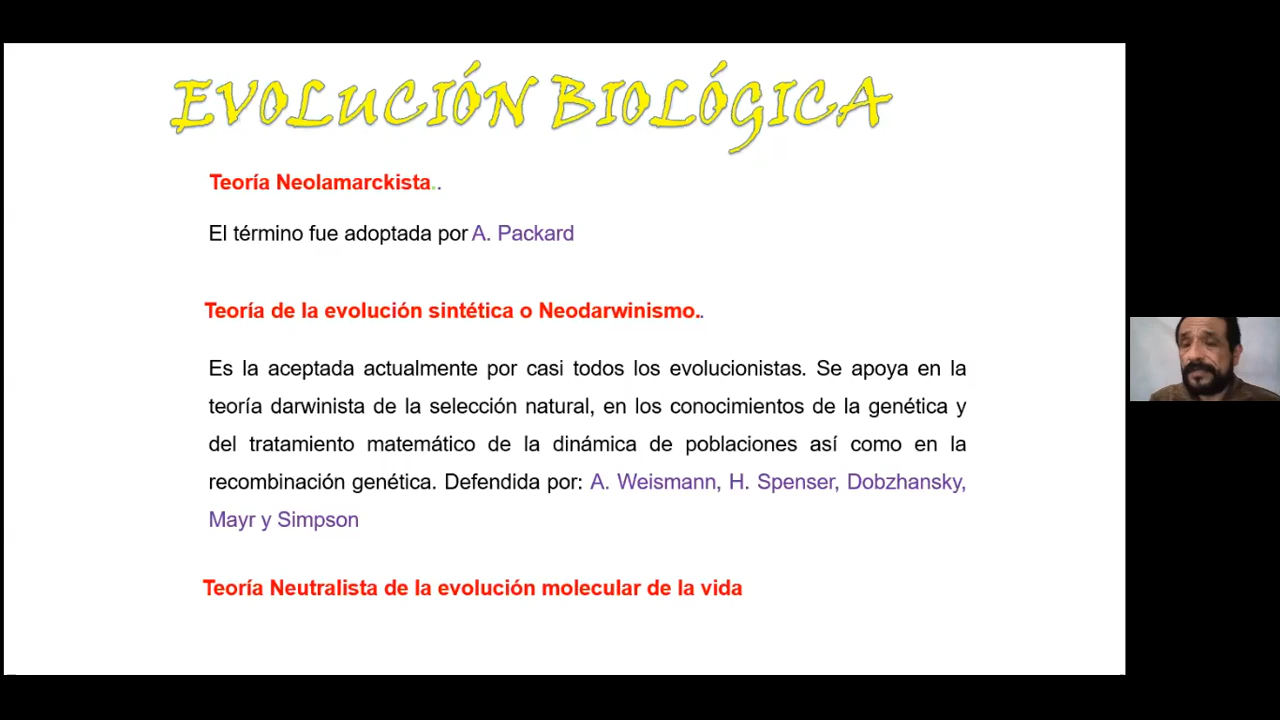 EVOLUCIÓN BIOLÓGICA
Teoría Neolamarckista..
El término fue adoptada por A. Packard
Teoría de la evolución sintética o Neodarwinismo..
Es la aceptada actualmente por casi todos los evolucionistas. Se apoya en la
teoría darwinista de la selección natural, en los conocimientos de la genética y
del tratamiento matemático de la dinámica de poblaciones así como en la
recombinación genética. Defendida por: A. Weismann, H. Spenser, Dobzhansky,
Mayr y Simpson
Teoría Neutralista de la evolución molecular de la vida